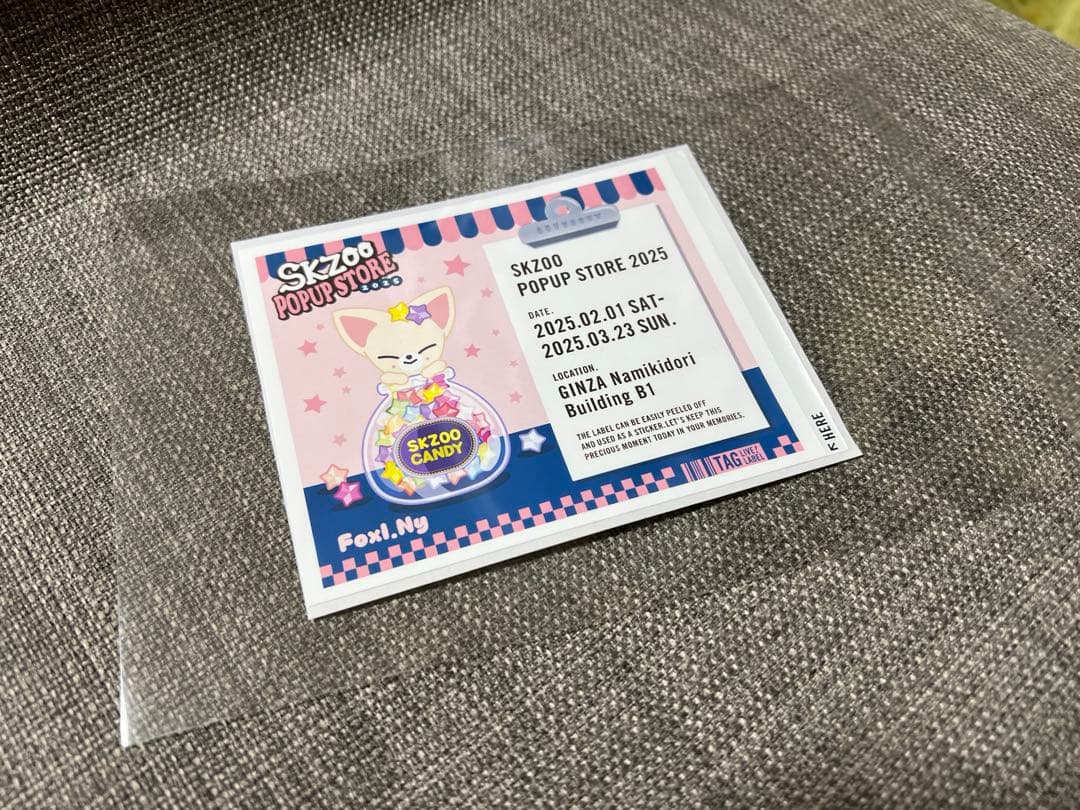 SKZOO
POPUP STORE
2025
SKZOO
CANDY
FoxI.Ny
SKZOO
POPUP STORE 2025
DATE.
2025.02.01 SAT-
2025.03.23 SUN.
LOCATION.
GINZA Namikidori
Building B1
THE LABEL CAN BE EASILY PEELED OFF
AND USED AS A STICKER.LET'S KEEP THIS
PRECIOUS MOMENT TODAY IN YOUR MEMORIES.
TAG LIVE?
LABEL
HERE